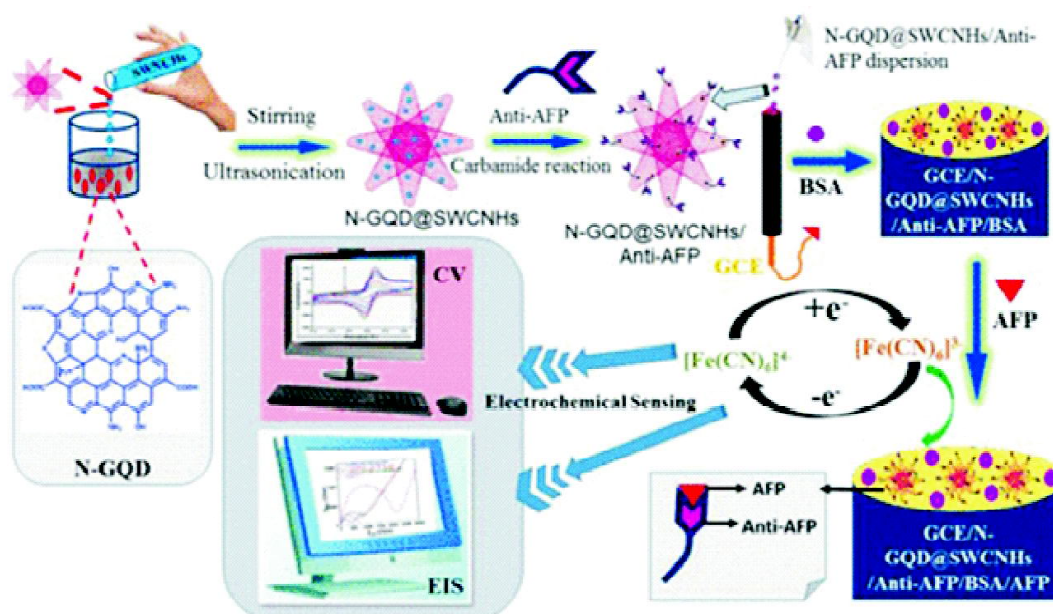 SWNCHs
Stirring
Ultrasonication
N-GQD@SWCNHs
Anti-AFP
Carbamide reaction
N-GQD@SWCNHs/
Anti-AFP
N-GQD@SWCNHs/Anti-
AFP dispersion
GCE
BSA
GCE/N-
GQD@SWCNHs
/Anti-AFP/BSA
AFP
+e-
[Fe(CN)6]4-
[Fe(CN)6]3-
-e-
Electrochemical Sensing
CV
EIS
N-GQD
AFP
Anti-AFP
GCE/N-
GQD@SWCNHs
/Anti-AFP/BSA/AFP